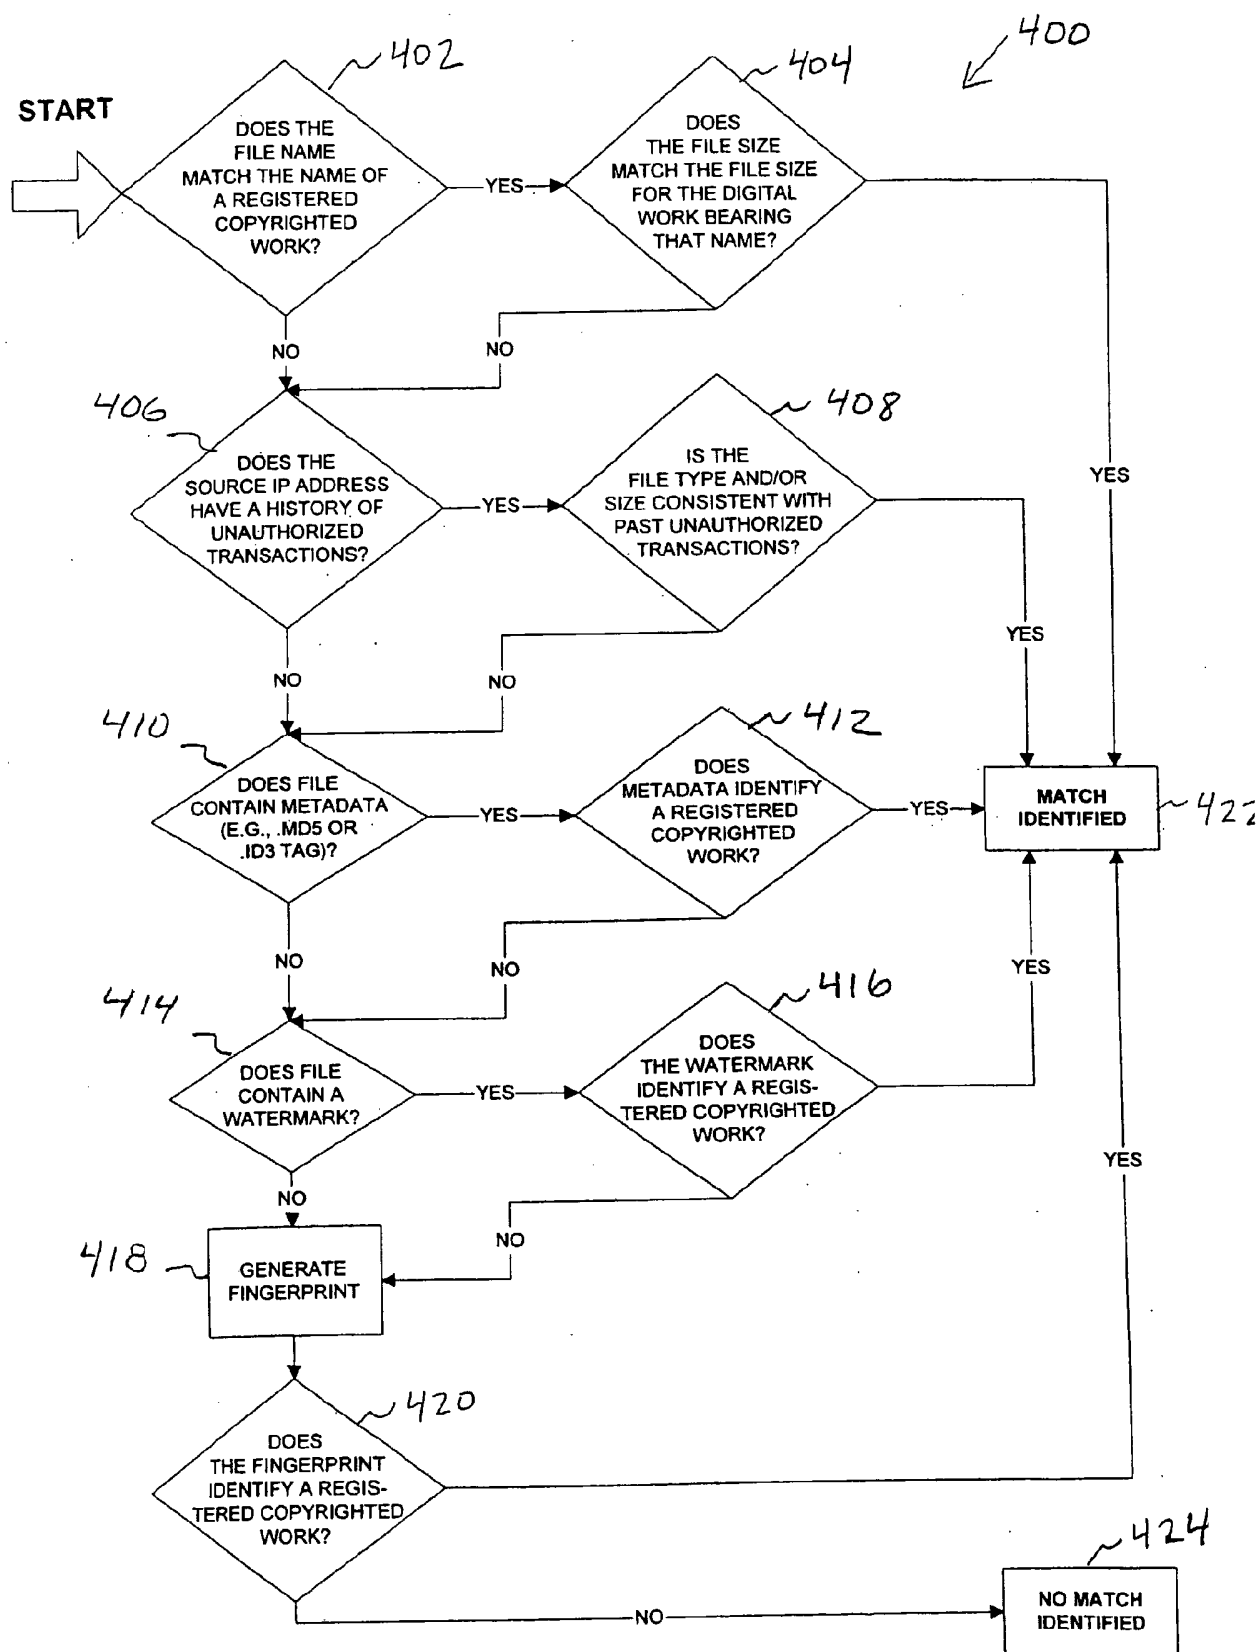 400
START
402
DOES THE
FILE NAME
MATCH THE NAME OF
A REGISTERED
COPYRIGHTED
WORK?
YES
404
DOES
THE FILE SIZE
MATCH THE FILE SIZE
FOR THE DIGITAL
WORK BEARING
THAT NAME?
NO
NO
YES
406
DOES THE
SOURCE IP ADDRESS
HAVE A HISTORY OF
UNAUTHORIZED
TRANSACTIONS?
YES
408
IS THE
FILE TYPE AND/OR
SIZE CONSISTENT WITH
PAST UNAUTHORIZED
TRANSACTIONS?
YES
NO
NO
410
DOES FILE
CONTAIN METADATA
(E.G., .MD5 OR
.ID3 TAG)?
YES
412
DOES
METADATA IDENTIFY
A REGISTERED
COPYRIGHTED
WORK?
YES
MATCH
IDENTIFIED
422
NO
NO
YES
414
DOES FILE
CONTAIN A
WATERMARK?
YES
416
DOES
THE WATERMARK
IDENTIFY A REGIS-
TERED COPYRIGHTED
WORK?
YES
NO
NO
418
GENERATE
FINGERPRINT
420
DOES
THE FINGERPRINT
IDENTIFY A REGIS-
TERED COPYRIGHTED
WORK?
NO
424
NO MATCH
IDENTIFIED